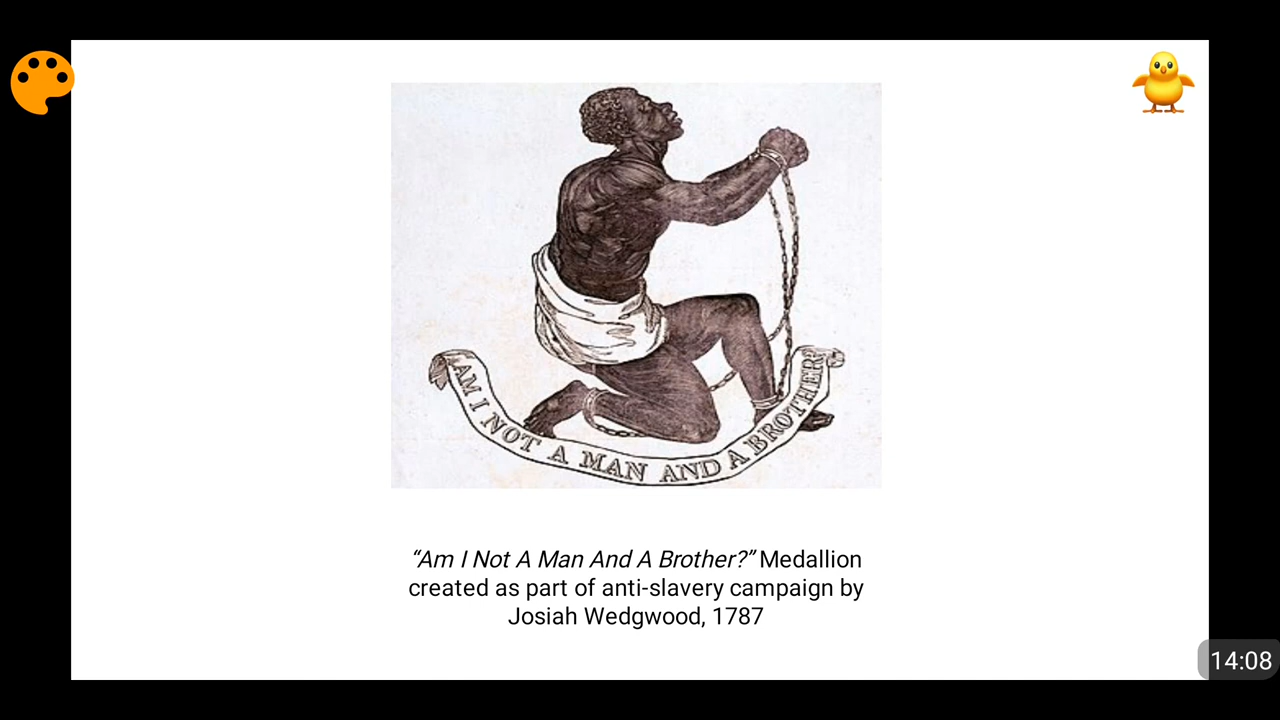 AM I NOT A MAN AND A BROTHER?
“Am I Not A Man And A Brother?” Medallion
created as part of anti-slavery campaign by
Josiah Wedgwood, 1787
14:08